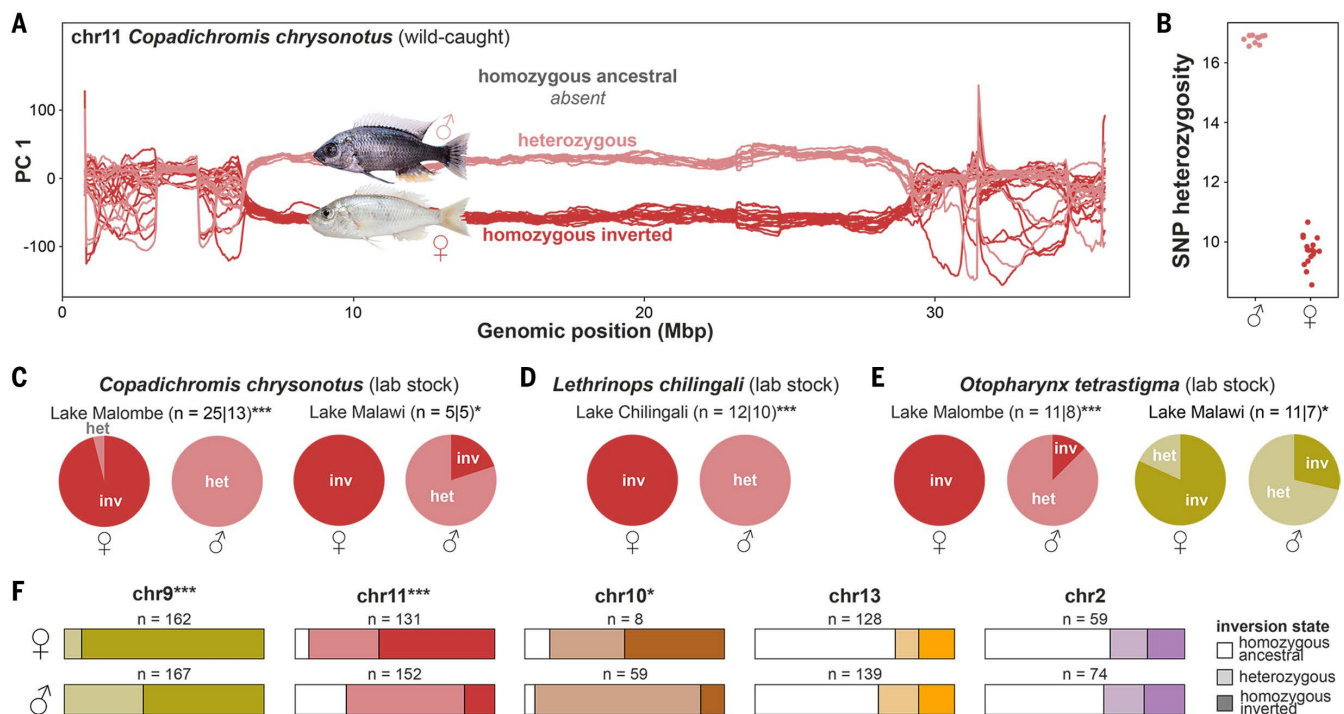 A
chr11 Copadichromis chrysonotus (wild-caught)
homozygous ancestral
absent
heterozygous
homozygous inverted
♂
♀
PC 1
100
0
-100
0
10
20
30
Genomic position (Mbp)
B
SNP heterozygosity
16
14
12
10
♂
♀
C
Copadichromis chrysonotus (lab stock)
Lake Malombe (n = 25|13)***
Lake Malawi (n = 5|5)*
het
inv
het
inv
inv
het
♀
♂
♀
♂
D
Lethrinops chilingali (lab stock)
Lake Chilingali (n = 12|10)***
inv
het
♀
♂
E
Otopharynx tetrastigma (lab stock)
Lake Malombe (n = 11|8)***
Lake Malawi (n = 11|7)*
inv
inv
het
het
inv
inv
het
♀
♂
♀
♂
F
chr9***
chr11***
chr10*
chr13
chr2
♀
n = 162
n = 131
n = 8
n = 128
n = 59
♂
n = 167
n = 152
n = 59
n = 139
n = 74
inversion state
homozygous
ancestral
heterozygous
homozygous
inverted